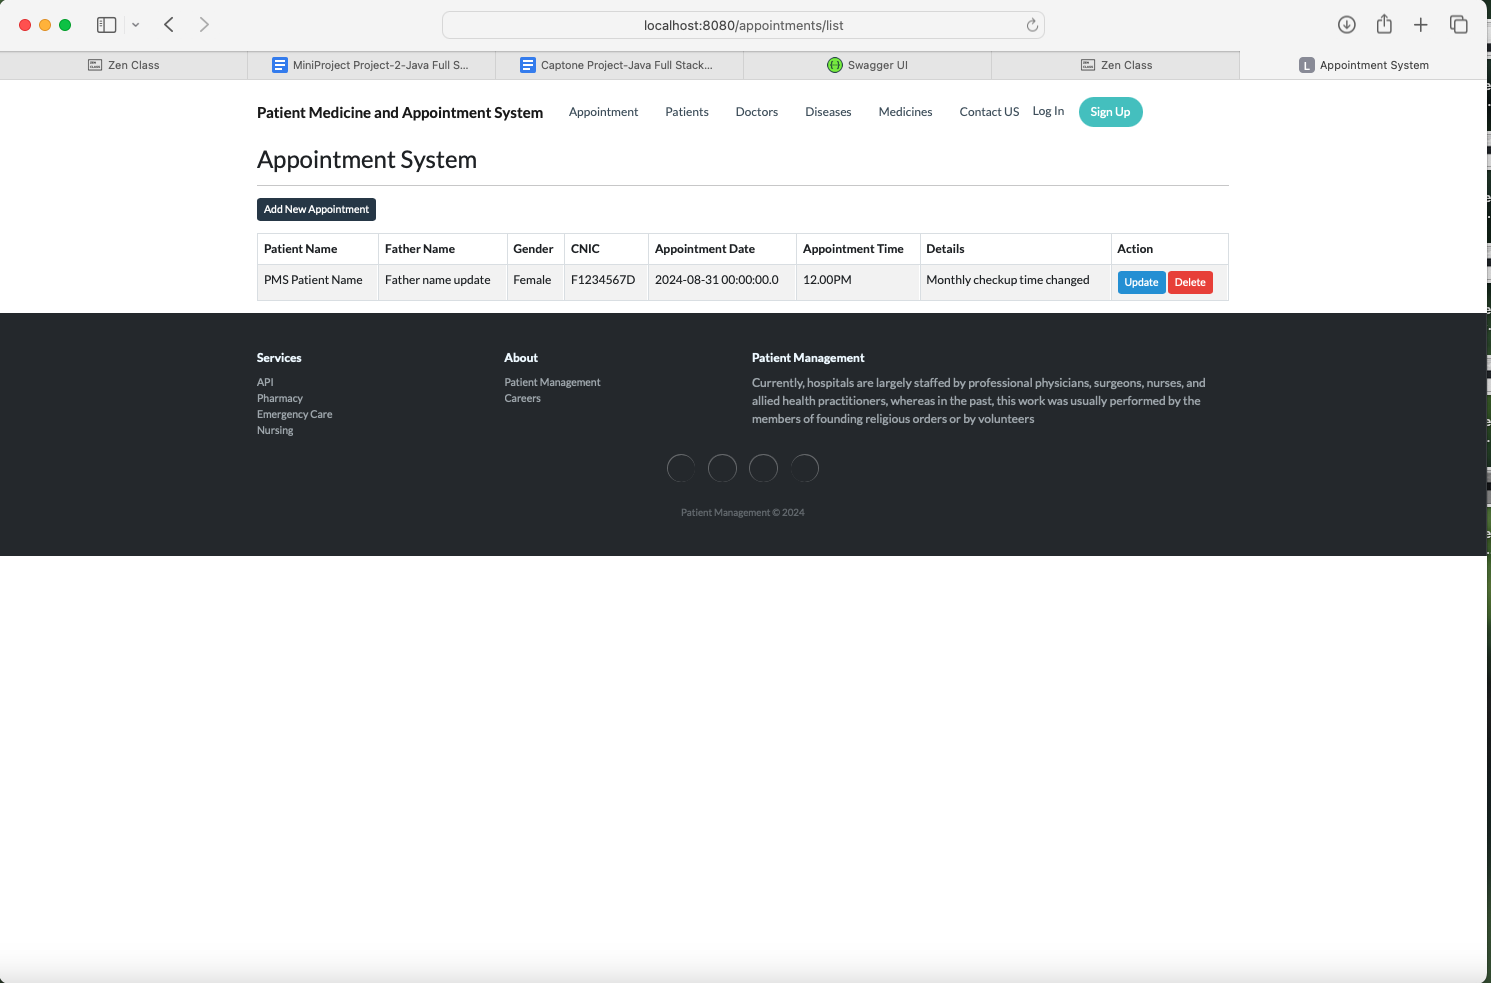 localhost:8080/appointments/list
Zen Class
MiniProject Project-2-Java Full S...
Captone Project-Java Full Stack...
Swagger UI
Zen Class
L Appointment System
Patient Medicine and Appointment System Appointment Patients Doctors Diseases Medicines Contact US Log In Sign Up
Appointment System
Add New Appointment
Patient Name Father Name Gender CNIC Appointment Date Appointment Time Details Action
PMS Patient Name Father name update Female F1234567D 2024-08-31 00:00:00.0 12.00PM Monthly checkup time changed Update Delete
Services
API
Pharmacy
Emergency Care
Nursing
About
Patient Management
Careers
Patient Management
Currently, hospitals are largely staffed by professional physicians, surgeons, nurses, and
allied health practitioners, whereas in the past, this work was usually performed by the
members of founding religious orders or by volunteers
Patient Management © 2024